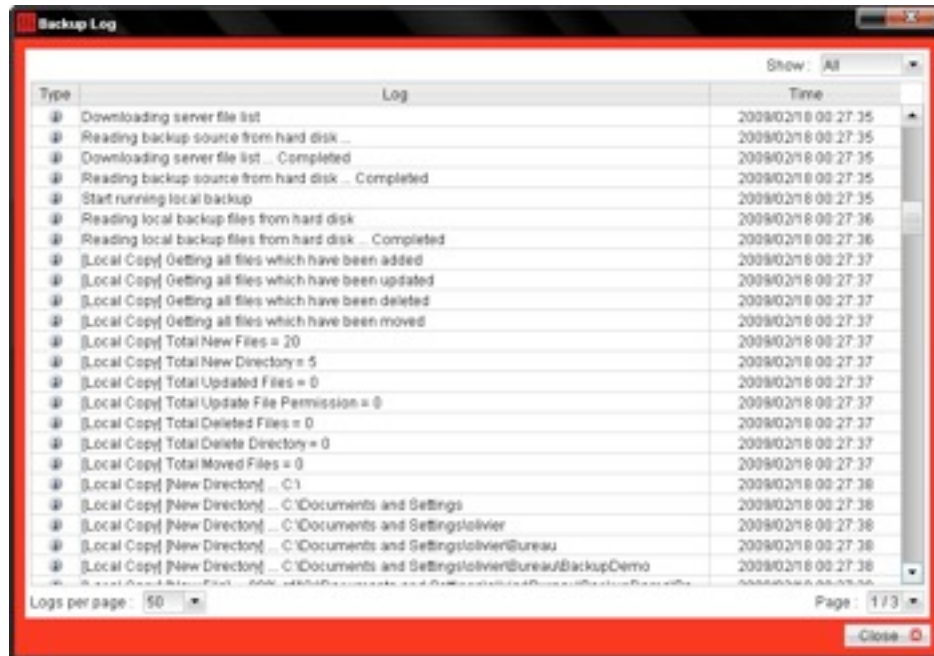 Backup Log
Show : All
Type Log Time
Downloading server file list 2009/02/18 00:27:35
Reading backup source from hard disk ... 2009/02/18 00:27:35
Downloading server file list ... Completed 2009/02/18 00:27:35
Reading backup source from hard disk ... Completed 2009/02/18 00:27:35
Start running local backup 2009/02/18 00:27:35
Reading local backup files from hard disk 2009/02/18 00:27:36
Reading local backup files from hard disk ... Completed 2009/02/18 00:27:36
[Local Copy] Getting all files which have been added 2009/02/18 00:27:37
[Local Copy] Getting all files which have been updated 2009/02/18 00:27:37
[Local Copy] Getting all files which have been deleted 2009/02/18 00:27:37
[Local Copy] Getting all files which have been moved 2009/02/18 00:27:37
[Local Copy] Total New Files = 20 2009/02/18 00:27:37
[Local Copy] Total New Directory = 5 2009/02/18 00:27:37
[Local Copy] Total Updated Files = 0 2009/02/18 00:27:37
[Local Copy] Total Update File Permission = 0 2009/02/18 00:27:37
[Local Copy] Total Deleted Files = 0 2009/02/18 00:27:37
[Local Copy] Total Delete Directory = 0 2009/02/18 00:27:37
[Local Copy] Total Moved Files = 0 2009/02/18 00:27:37
[Local Copy] [New Directory] ... C:\ 2009/02/18 00:27:38
[Local Copy] [New Directory] ... C:\Documents and Settings 2009/02/18 00:27:38
[Local Copy] [New Directory] ... C:\Documents and Settings\olivier 2009/02/18 00:27:38
[Local Copy] [New Directory] ... C:\Documents and Settings\olivier\Bureau 2009/02/18 00:27:38
[Local Copy] [New Directory] ... C:\Documents and Settings\olivier\Bureau\BackupDemo 2009/02/18 00:27:38
Logs per page : 50 Page : 1 / 3
Close